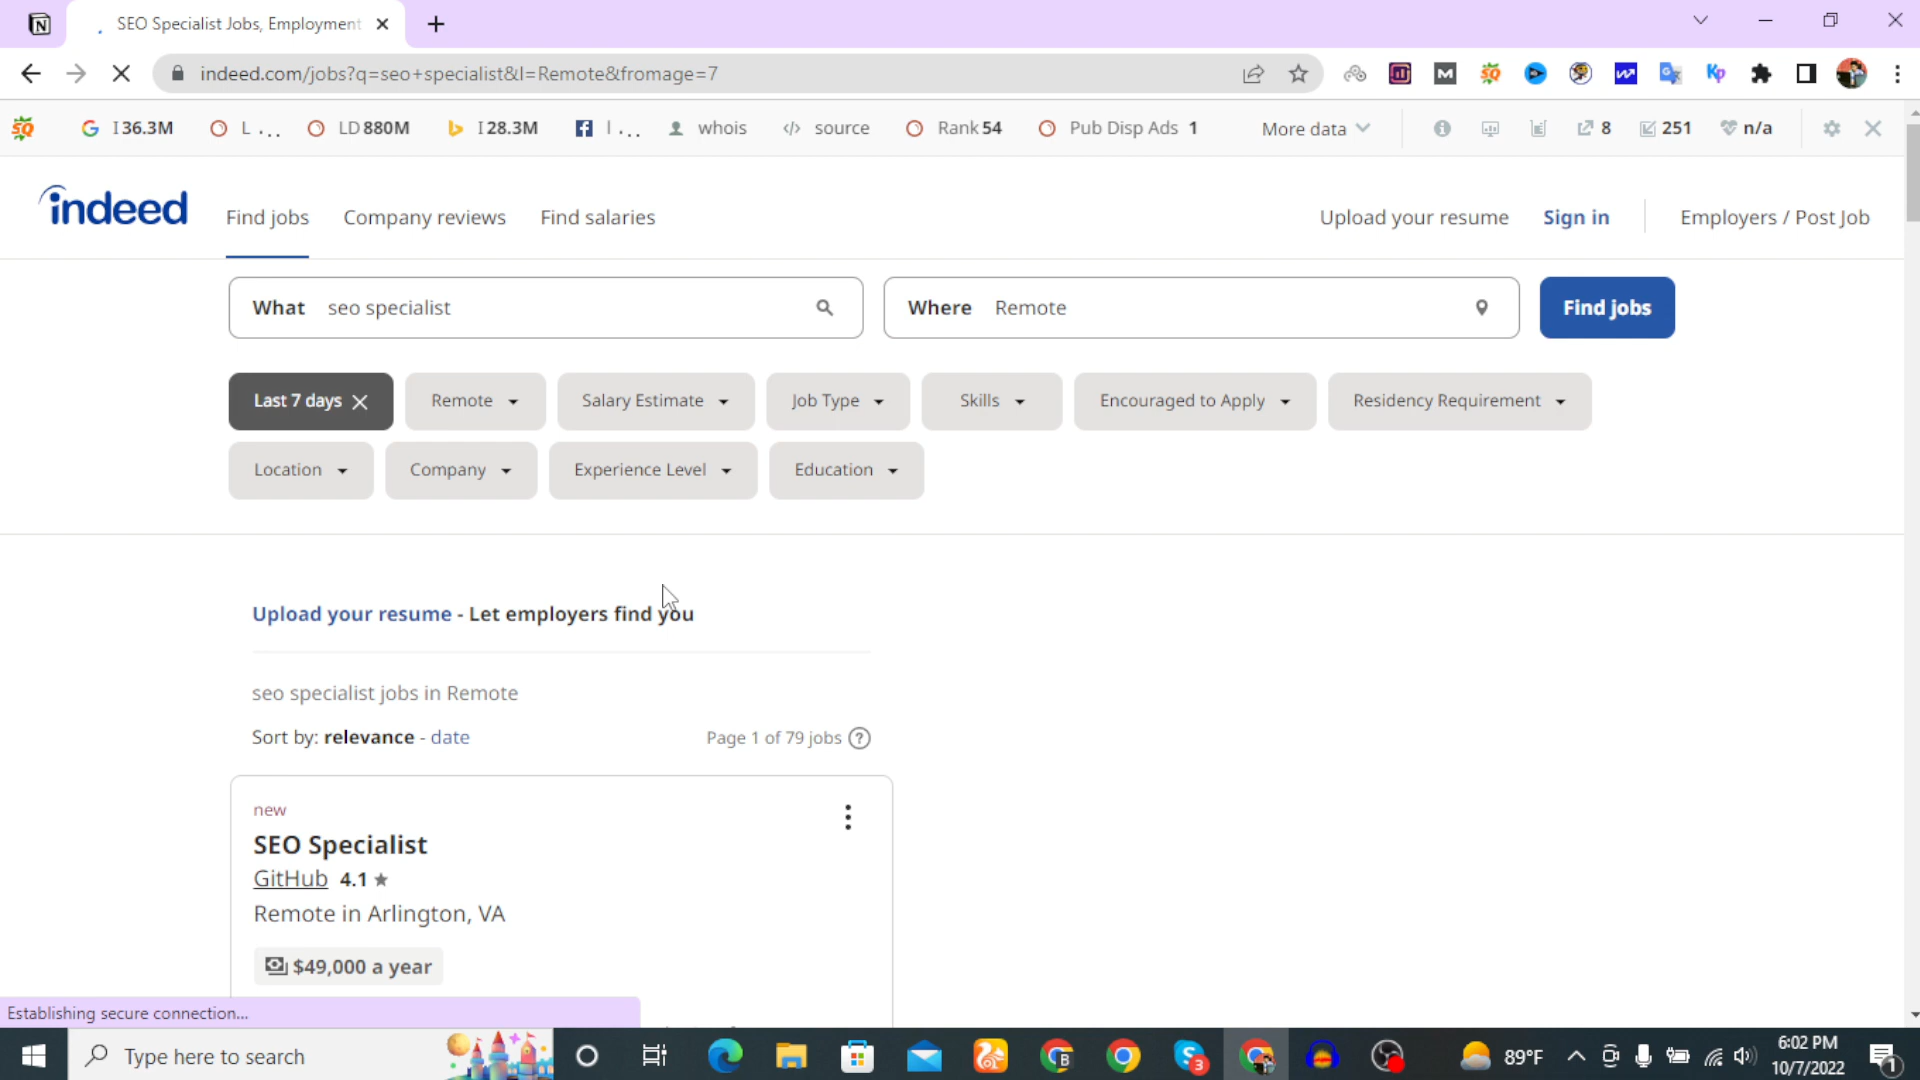 SEO Specialist Jobs, Employment
indeed.com/jobs?q=seo+specialist&l=Remote&fromage=7
I 36.3M L ... LD 880M I 28.3M I ... whois source Rank 54 Pub Disp Ads 1 More data 8 251 n/a
indeed Find jobs Company reviews Find salaries Upload your resume Sign in Employers / Post Job
What seo specialist Where Remote Find jobs
Last 7 days Remote Salary Estimate Job Type Skills Encouraged to Apply Residency Requirement
Location Company Experience Level Education
Upload your resume - Let employers find you
seo specialist jobs in Remote
Sort by: relevance - date Page 1 of 79 jobs ?
new
SEO Specialist
GitHub 4.1
Remote in Arlington, VA
$49,000 a year
Establishing secure connection...
Type here to search 89°F 6:02 PM
10/7/2022